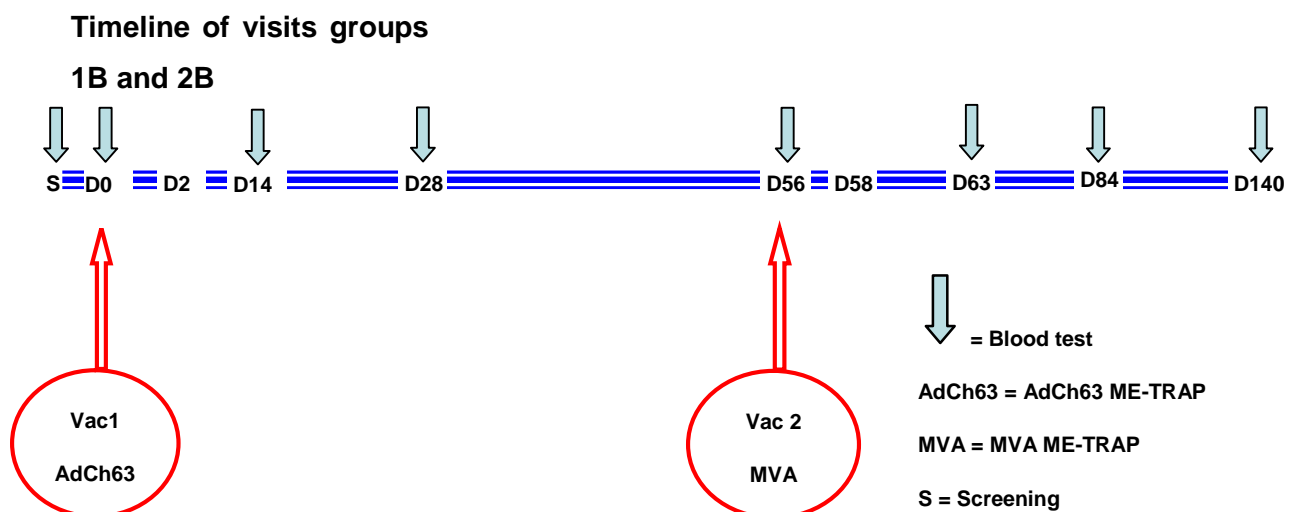 Timeline of visits groups
1B and 2B
S D0 D2 D14 D28 D56 D58 D63 D84 D140
Vac1
AdCh63
Vac 2
MVA
= Blood test
AdCh63 = AdCh63 ME-TRAP
MVA = MVA ME-TRAP
S = Screening